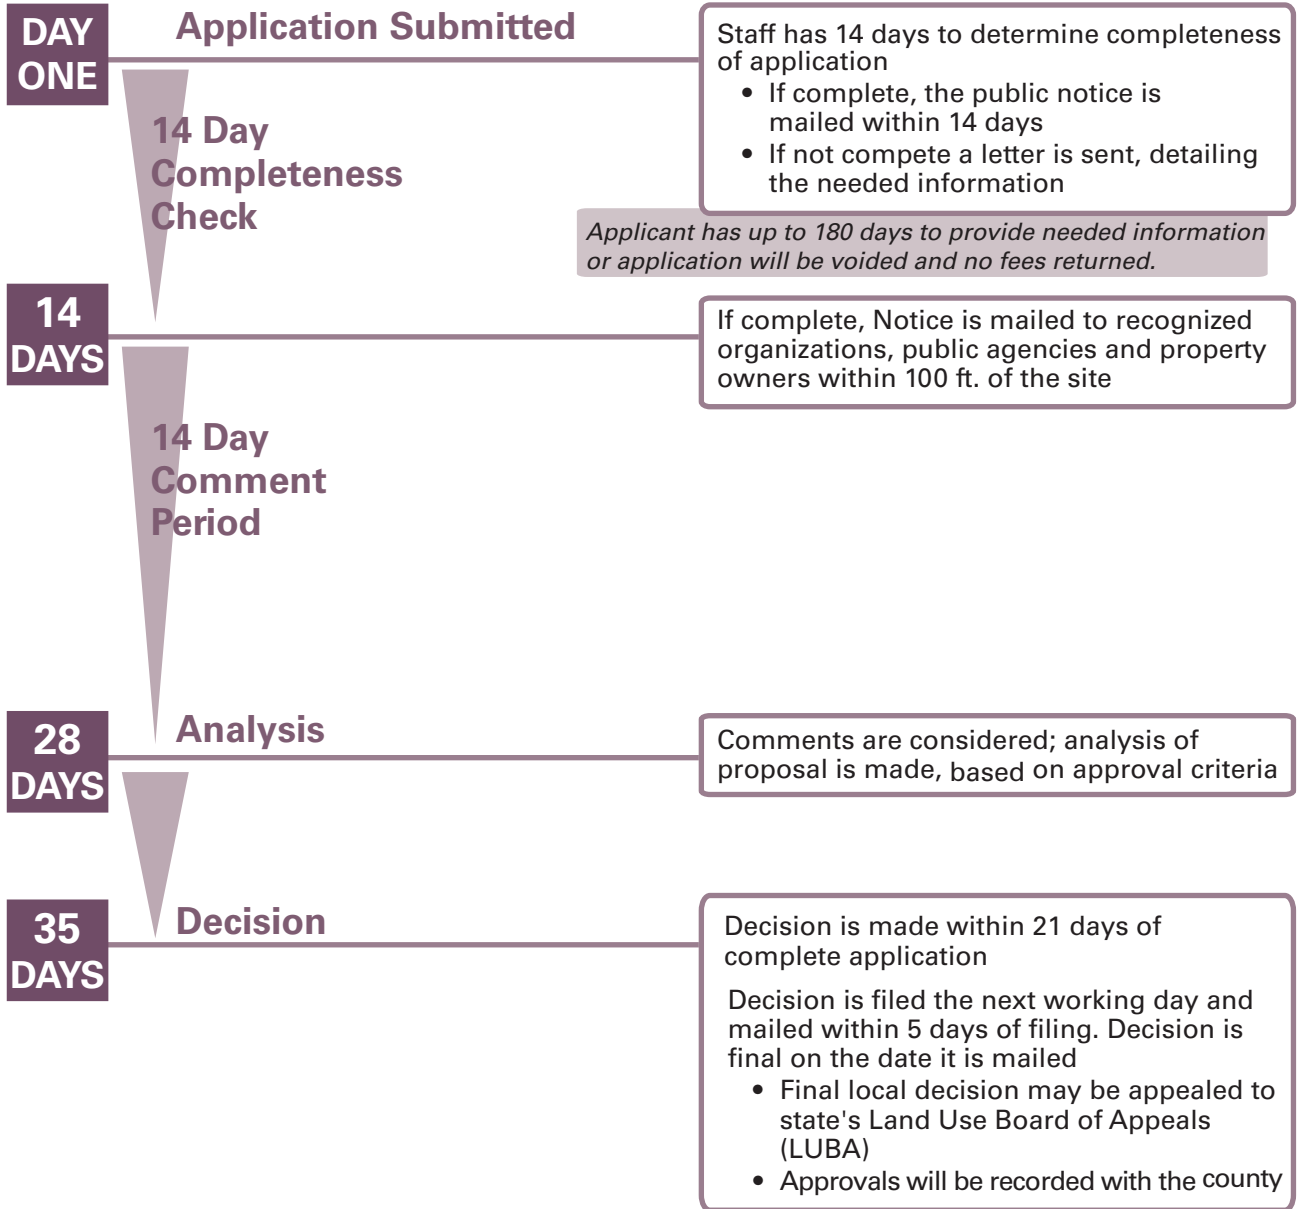 DAY
ONE
Application Submitted
Staff has 14 days to determine completeness
of application
• If complete, the public notice is
mailed within 14 days
• If not compete a letter is sent, detailing
the needed information
14 Day
Completeness
Check
Applicant has up to 180 days to provide needed information
or application will be voided and no fees returned.
14
DAYS
If complete, Notice is mailed to recognized
organizations, public agencies and property
owners within 100 ft. of the site
14 Day
Comment
Period
28
DAYS
Analysis
Comments are considered; analysis of
proposal is made, based on approval criteria
35
DAYS
Decision
Decision is made within 21 days of
complete application
Decision is filed the next working day and
mailed within 5 days of filing. Decision is
final on the date it is mailed
• Final local decision may be appealed to
state's Land Use Board of Appeals
(LUBA)
• Approvals will be recorded with the county